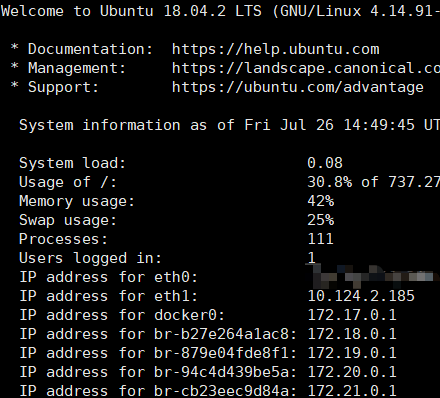 Welcome to Ubuntu 18.04.2 LTS (GNU/Linux 4.14.91-
* Documentation: https://help.ubuntu.com
* Management: https://landscape.canonical.co
* Support: https://ubuntu.com/advantage
System information as of Fri Jul 26 14:49:45 UT
System load: 0.08
Usage of /: 30.8% of 737.27
Memory usage: 42%
Swap usage: 25%
Processes: 111
Users logged in: 1
IP address for eth0:
IP address for eth1: 10.124.2.185
IP address for docker0: 172.17.0.1
IP address for br-b27e264a1ac8: 172.18.0.1
IP address for br-879e04fde8f1: 172.19.0.1
IP address for br-94c4d439be5a: 172.20.0.1
IP address for br-cb23eec9d84a: 172.21.0.1